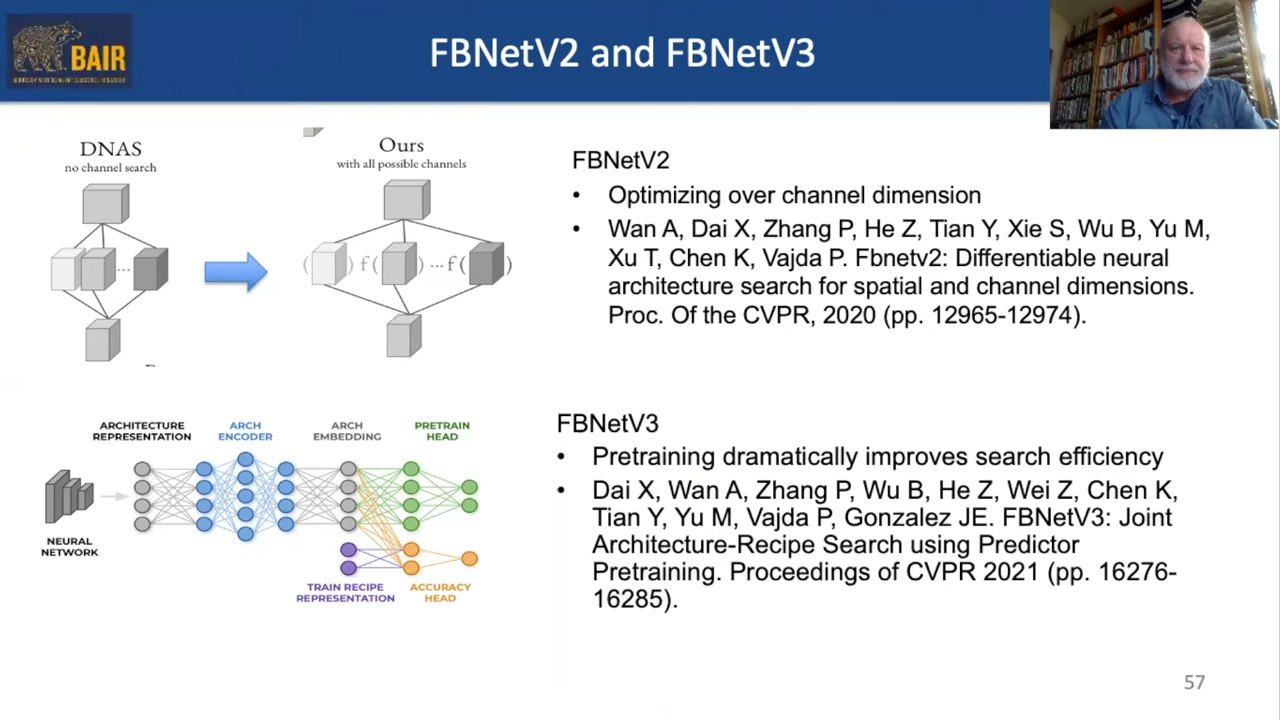 BAIR
FBNetV2 and FBNetV3
DNAS
no channel search
Ours
with all possible channels
( ) f( ) ... f( )
...
FBNetV2
• Optimizing over channel dimension
• Wan A, Dai X, Zhang P, He Z, Tian Y, Xie S, Wu B, Yu M,
Xu T, Chen K, Vajda P. Fbnetv2: Differentiable neural
architecture search for spatial and channel dimensions.
Proc. Of the CVPR, 2020 (pp. 12965-12974).
ARCHITECTURE
REPRESENTATION
ARCH
ENCODER
ARCH
EMBEDDING
PRETRAIN
HEAD
NEURAL
NETWORK
TRAIN RECIPE
REPRESENTATION
ACCURACY
HEAD
FBNetV3
• Pretraining dramatically improves search efficiency
• Dai X, Wan A, Zhang P, Wu B, He Z, Wei Z, Chen K,
Tian Y, Yu M, Vajda P, Gonzalez JE. FBNetV3: Joint
Architecture-Recipe Search using Predictor
Pretraining. Proceedings of CVPR 2021 (pp. 16276-
16285).
57